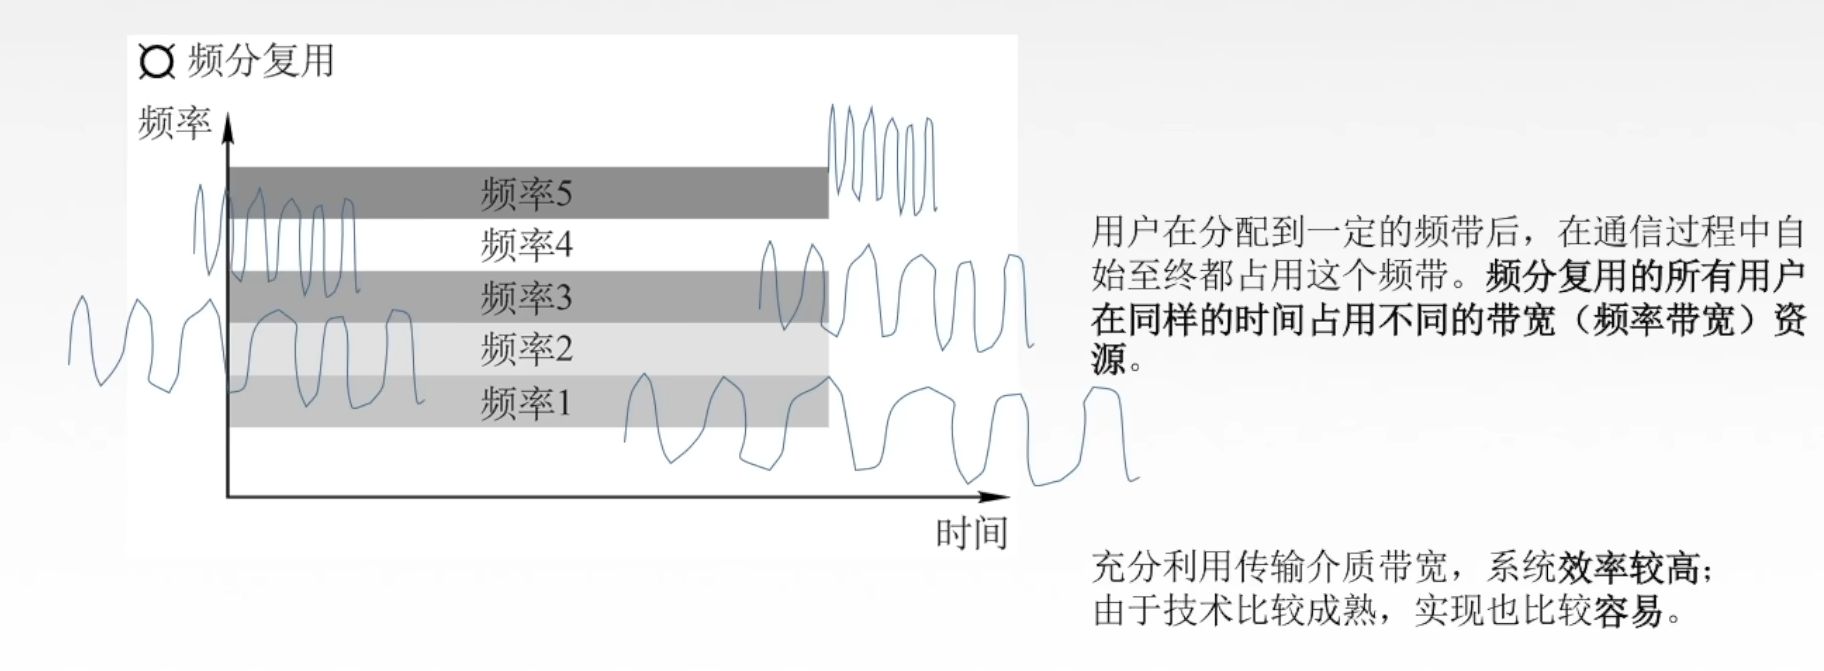 ¤ 频分复用
频率
频率5
频率4
频率3
频率2
频率1
时间
用户在分配到一定的频带后，在通信过程中自
始至终都占用这个频带。频分复用的所有用户
在同样的时间占用不同的带宽（频率带宽）资
源。
充分利用传输介质带宽，系统效率较高；
由于技术比较成熟，实现也比较容易。